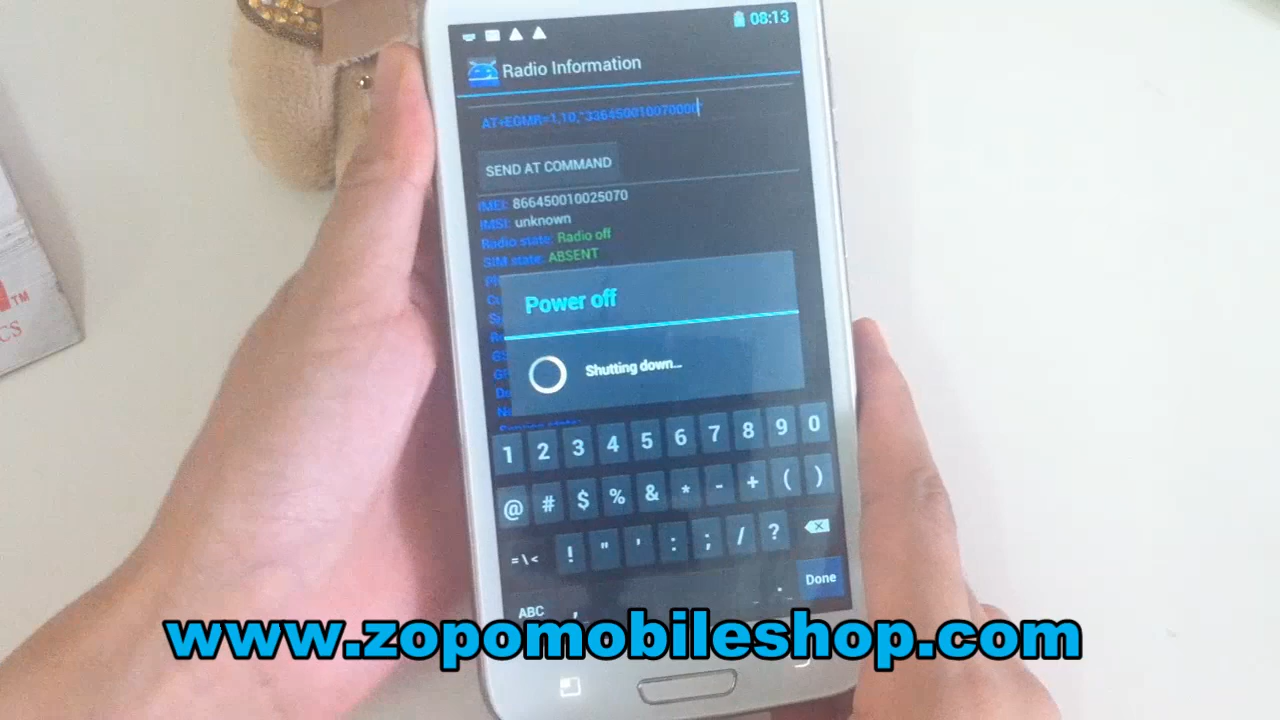 08:13
Radio Information
AT+EGMR=1,10,"336450010070000"
SEND AT COMMAND
IMEI: 866450010025070
IMSI: unknown
Radio state: Radio off
SIM state: ABSENT
Power off
Shutting down...
1 2 3 4 5 6 7 8 9 0
@ # $ % & * - + ( )
=\< ! " ' : ; / ?
Done
ABC , .
www.zopomobileshop.com
TM
CS